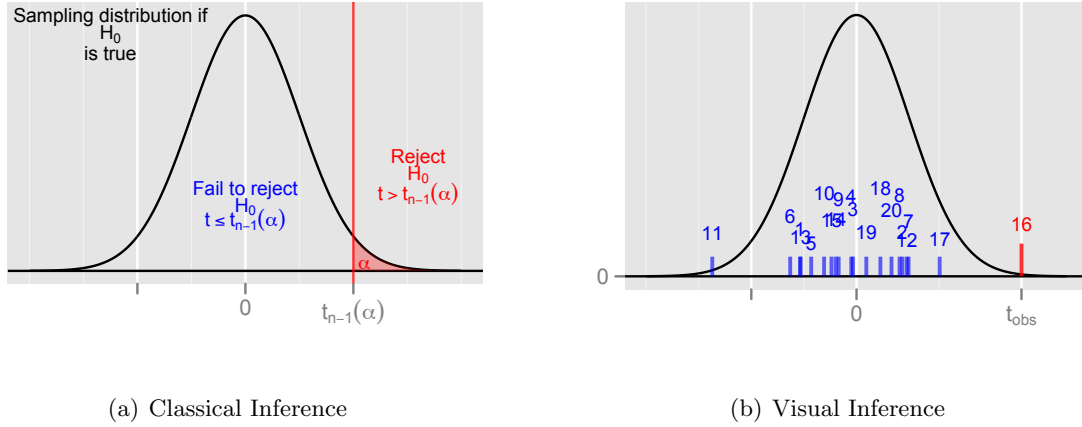 Sampling distribution if
H₀
is true
Reject
H₀
t > tₙ₋₁(α)
Fail to reject
H₀
t ≤ tₙ₋₁(α)
α
0
tₙ₋₁(α)
(a) Classical Inference
18
10
4
8
9
3
20
6
15
14
7
16
1
11
13
5
19
2
12
17
0
0
t_obs
(b) Visual Inference